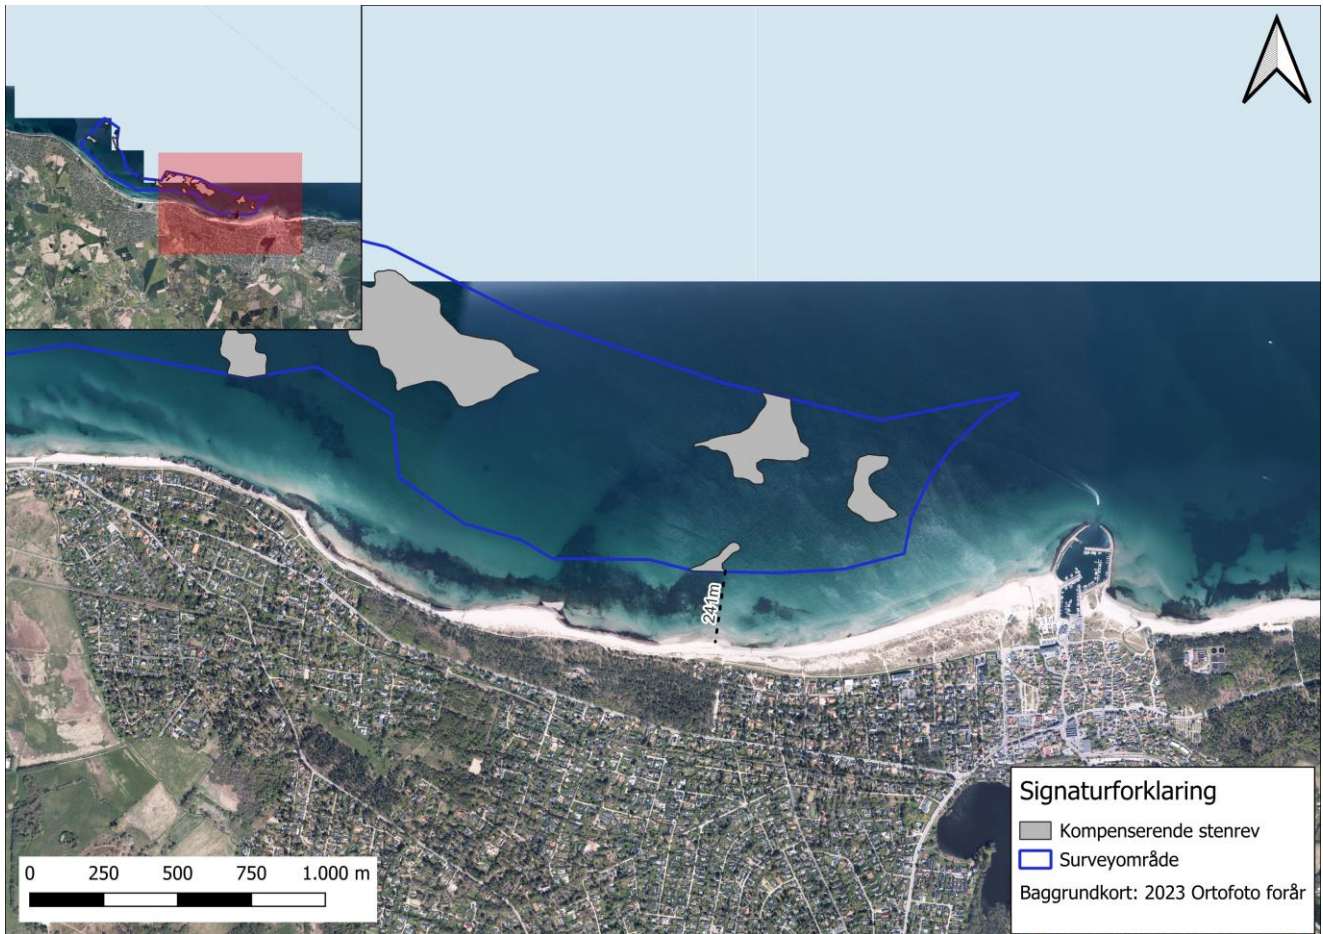 241m
0 250 500 750 1.000 m
Signaturforklaring
Kompenserende stenrev
Surveyområde
Baggrundkort: 2023 Ortofoto forår